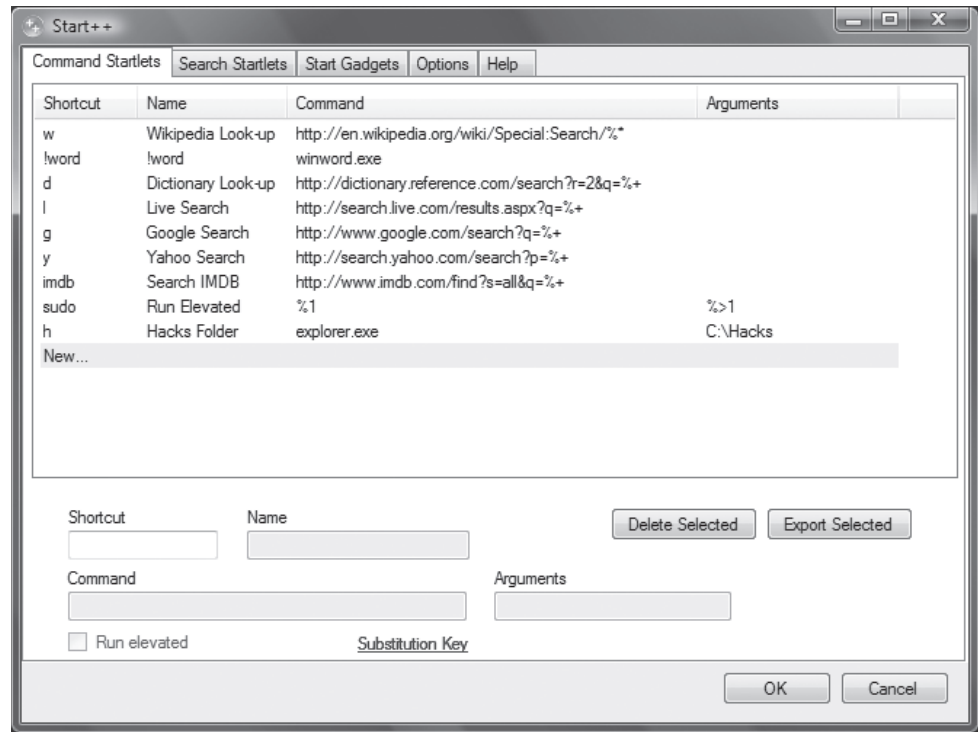 Start++
Command Startlets Search Startlets Start Gadgets Options Help
Shortcut Name Command Arguments
w Wikipedia Look-up http://en.wikipedia.org/wiki/Special:Search/%*
!word !word winword.exe
d Dictionary Look-up http://dictionary.reference.com/search?r=2&q=%+
l Live Search http://search.live.com/results.aspx?q=%+
g Google Search http://www.google.com/search?q=%+
y Yahoo Search http://search.yahoo.com/search?p=%+
imdb Search IMDB http://www.imdb.com/find?s=all&q=%+
sudo Run Elevated %1 %>1
h Hacks Folder explorer.exe C:\Hacks
New...
Shortcut Name Delete Selected Export Selected
Command Arguments
Run elevated Substitution Key
OK Cancel